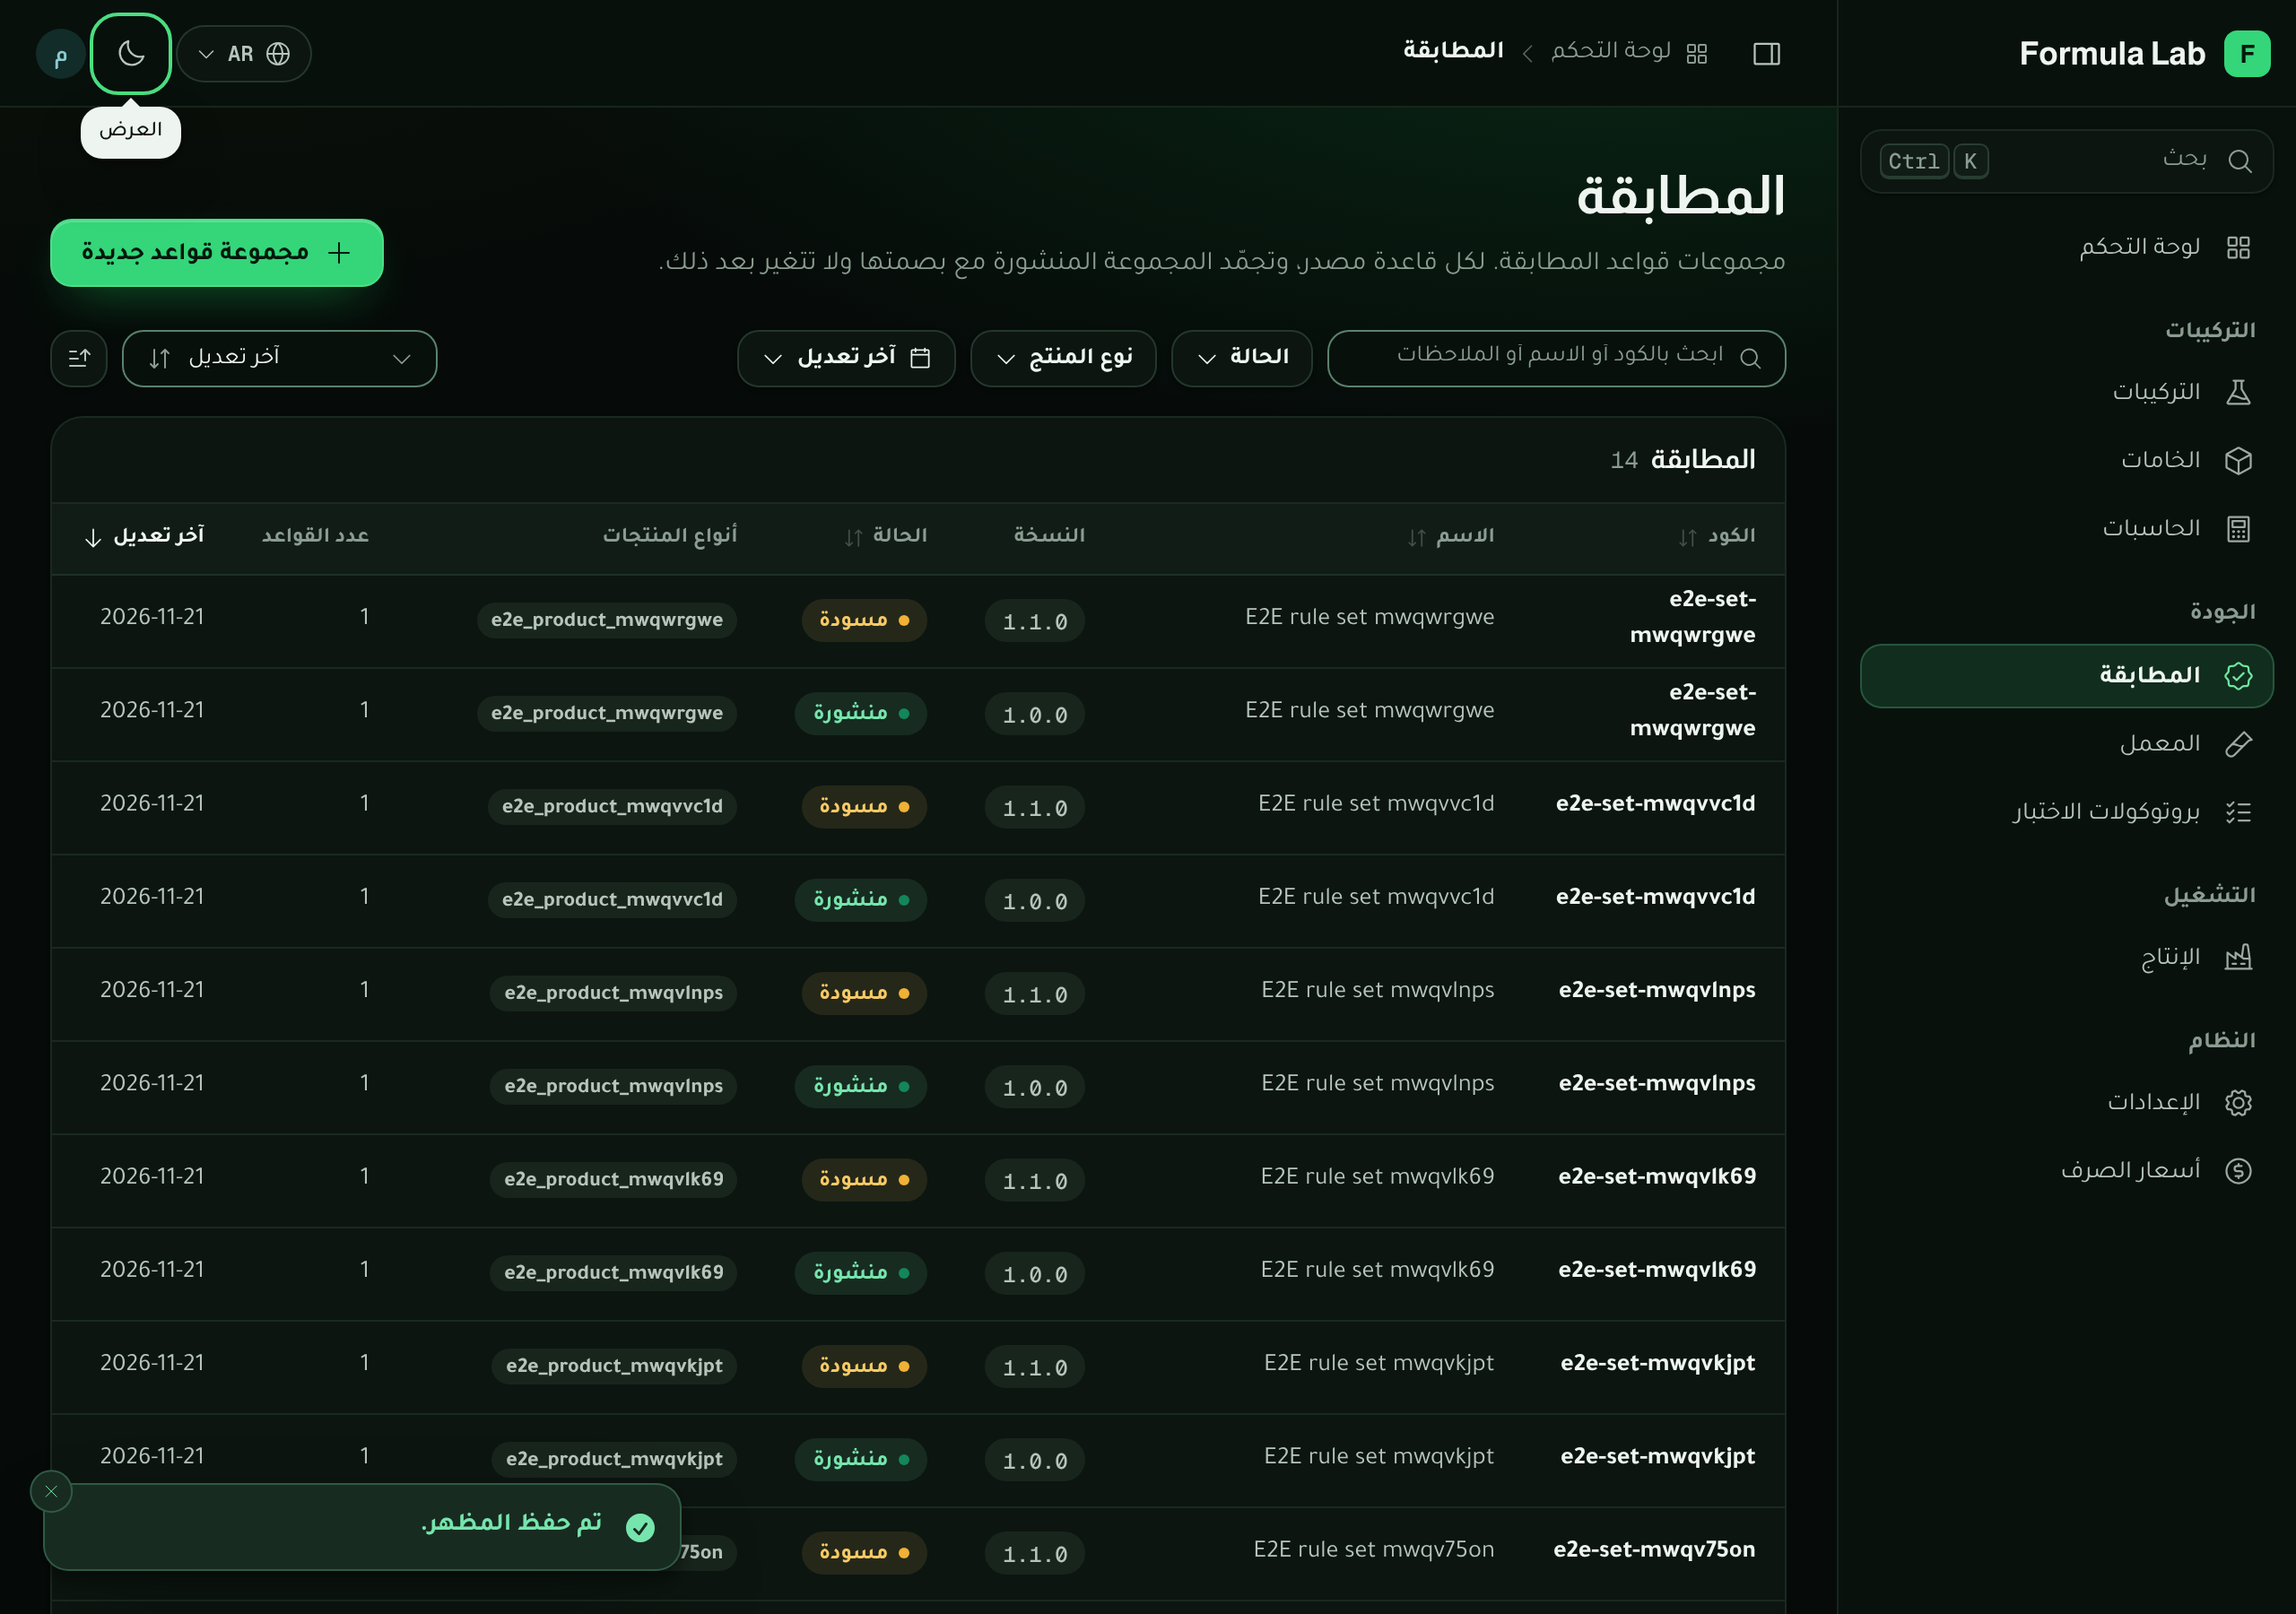 F Formula Lab
لوحة التحكم
المطابقة
AR
م
العرض
بحث
Ctrl K
لوحة التحكم
التركيبات
التركيبات
الخامات
الحاسبات
الجودة
المطابقة
المعمل
بروتوكولات الاختبار
التشغيل
الإنتاج
النظام
الإعدادات
أسعار الصرف
المطابقة
مجموعات قواعد المطابقة. لكل قاعدة مصدر، وتجمّد المجموعة المنشورة مع بصمتها ولا تتغير بعد ذلك.
مجموعة قواعد جديدة
ابحث بالكود أو الاسم أو الملاحظات
الحالة
نوع المنتج
آخر تعديل
آخر تعديل
المطابقة 14
الكود الاسم النسخة الحالة أنواع المنتجات عدد القواعد آخر تعديل
e2e-set-mwqwrgwe E2E rule set mwqwrgwe 1.1.0 مسودة e2e_product_mwqwrgwe 1 2026-11-21
e2e-set-mwqwrgwe E2E rule set mwqwrgwe 1.0.0 منشورة e2e_product_mwqwrgwe 1 2026-11-21
e2e-set-mwqvvc1d E2E rule set mwqvvc1d 1.1.0 مسودة e2e_product_mwqvvc1d 1 2026-11-21
e2e-set-mwqvvc1d E2E rule set mwqvvc1d 1.0.0 منشورة e2e_product_mwqvvc1d 1 2026-11-21
e2e-set-mwqvlnps E2E rule set mwqvlnps 1.1.0 مسودة e2e_product_mwqvlnps 1 2026-11-21
e2e-set-mwqvlnps E2E rule set mwqvlnps 1.0.0 منشورة e2e_product_mwqvlnps 1 2026-11-21
e2e-set-mwqvlk69 E2E rule set mwqvlk69 1.1.0 مسودة e2e_product_mwqvlk69 1 2026-11-21
e2e-set-mwqvlk69 E2E rule set mwqvlk69 1.0.0 منشورة e2e_product_mwqvlk69 1 2026-11-21
e2e-set-mwqvkjpt E2E rule set mwqvkjpt 1.1.0 مسودة e2e_product_mwqvkjpt 1 2026-11-21
e2e-set-mwqvkjpt E2E rule set mwqvkjpt 1.0.0 منشورة e2e_product_mwqvkjpt 1 2026-11-21
e2e-set-mwqv75on E2E rule set mwqv75on 1.1.0 مسودة 75on
تم حفظ المظهر.